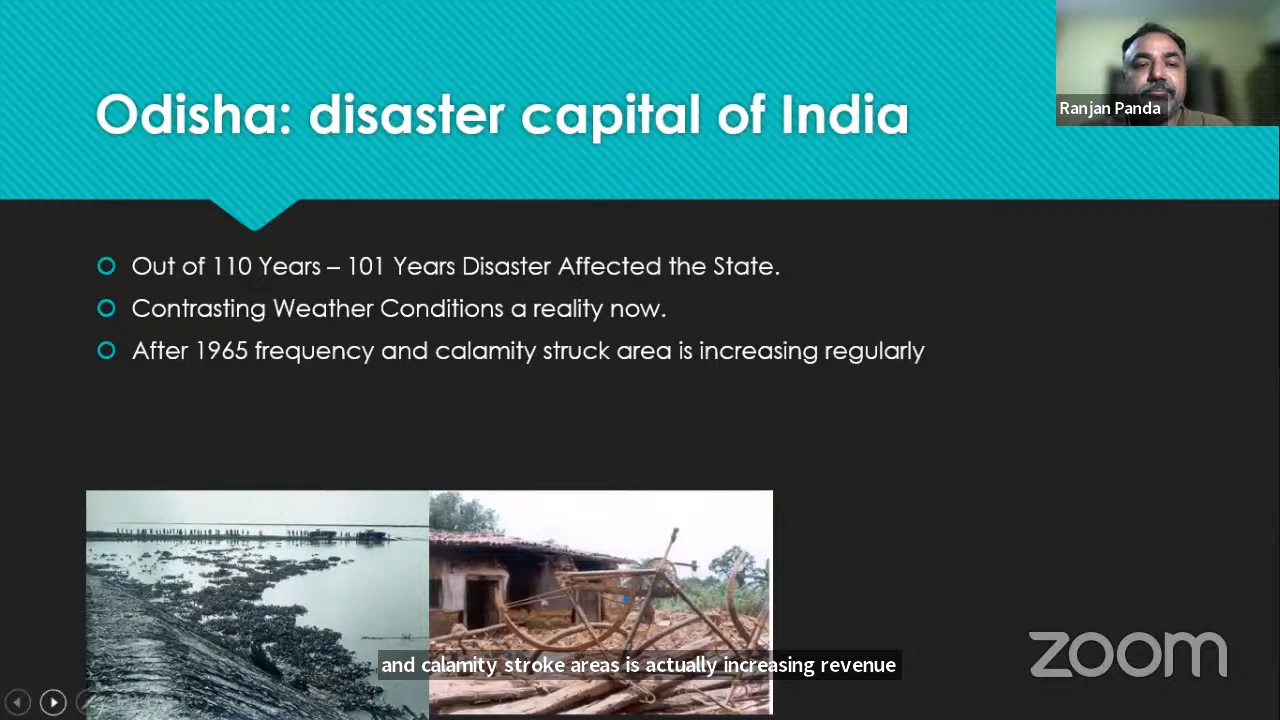 Odisha: disaster capital of India
Ranjan Panda
Out of 110 Years – 101 Years Disaster Affected the State.
Contrasting Weather Conditions a reality now.
After 1965 frequency and calamity struck area is increasing regularly
and calamity stroke areas is actually increasing revenue
zoom